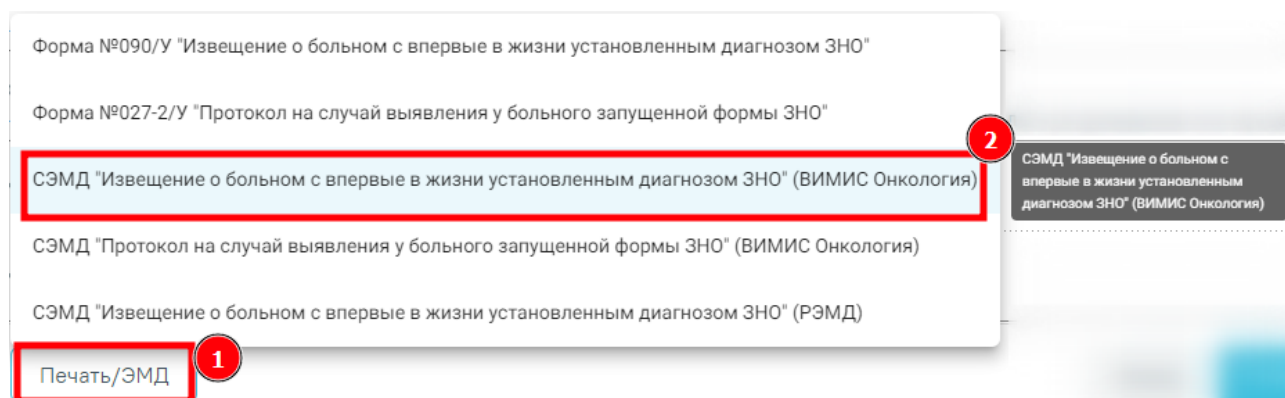 Форма №090/У "Извещение о больном с впервые в жизни установленным диагнозом ЗНО"
Форма №027-2/У "Протокол на случай выявления у больного запущенной формы ЗНО"
2
СЭМД "Извещение о больном с впервые в жизни установленным диагнозом ЗНО" (ВИМИС Онкология)
СЭМД "Извещение о больном с
впервые в жизни установленным
диагнозом ЗНО" (ВИМИС Онкология)
СЭМД "Протокол на случай выявления у больного запущенной формы ЗНО" (ВИМИС Онкология)
СЭМД "Извещение о больном с впервые в жизни установленным диагнозом ЗНО" (РЭМД)
1
Печать/ЭМД